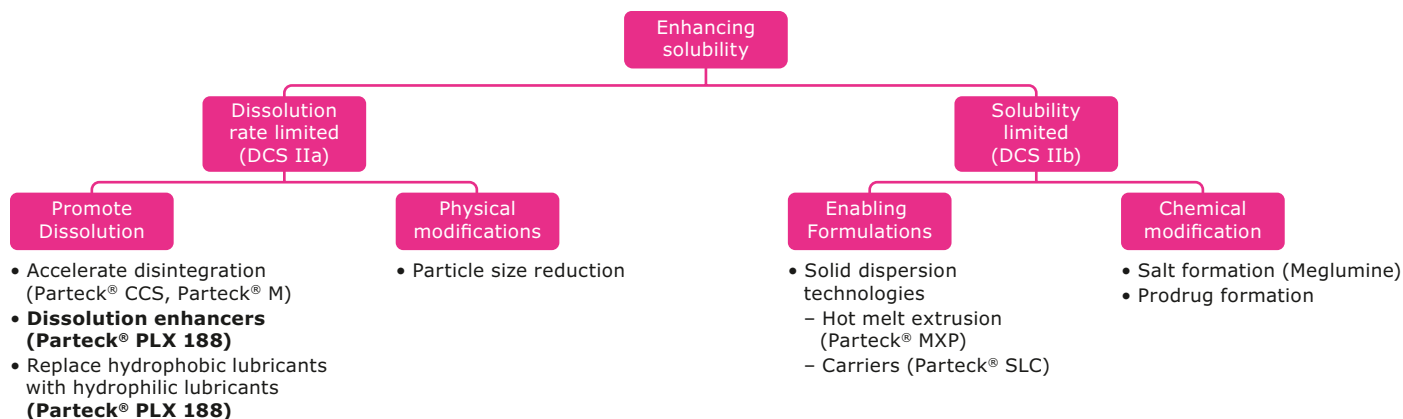 Enhancing
solubility
Dissolution
rate limited
(DCS IIa)
Solubility
limited
(DCS IIb)
Promote
Dissolution
Physical
modifications
Enabling
Formulations
Chemical
modification
• Accelerate disintegration
(Parteck® CCS, Parteck® M)
• Dissolution enhancers
(Parteck® PLX 188)
• Replace hydrophobic lubricants
with hydrophilic lubricants
(Parteck® PLX 188)
• Particle size reduction
• Solid dispersion
technologies
– Hot melt extrusion
(Parteck® MXP)
– Carriers (Parteck® SLC)
• Salt formation (Meglumine)
• Prodrug formation